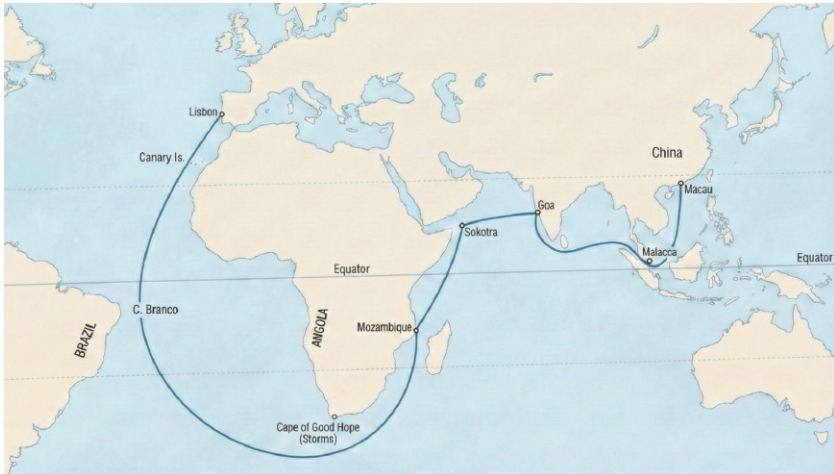 Lisbon
Canary Is.
China
Macau
Goa
Sokotra
Malacca
Equator
Equator
C. Branco
BRAZIL
ANGOLA
Mozambique
Cape of Good Hope
(Storms)